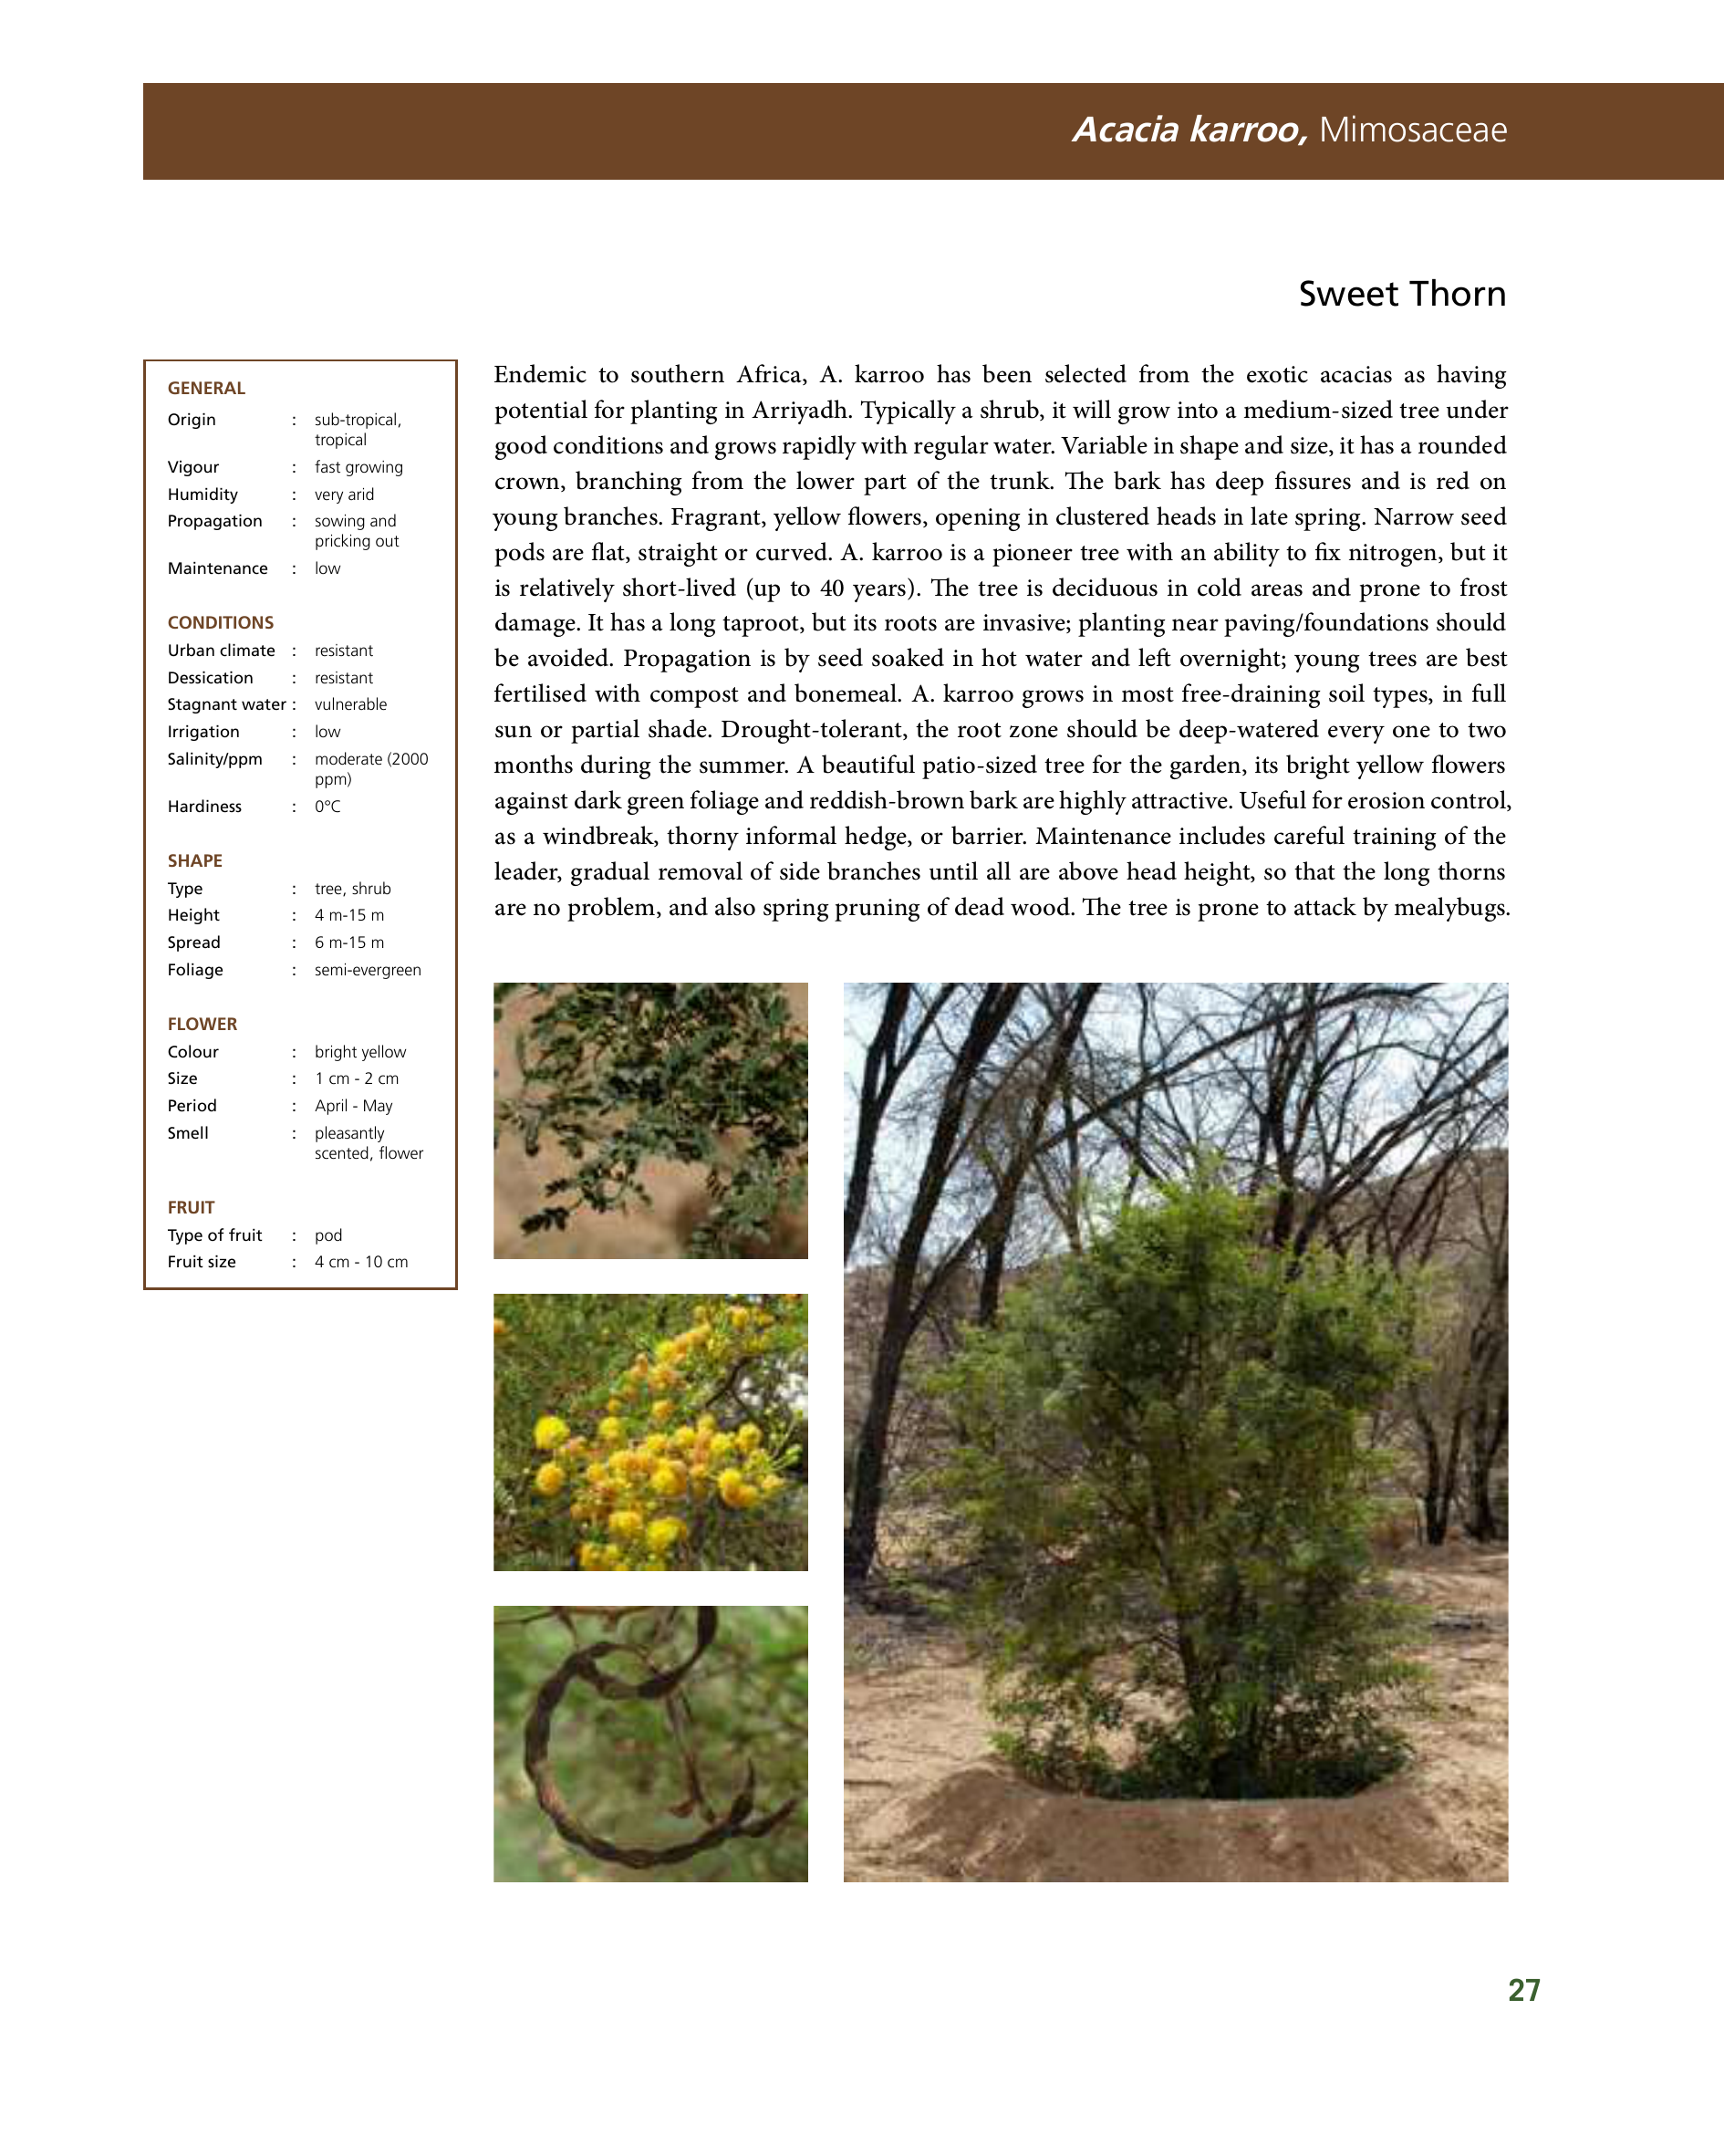 Acacia karroo, Mimosaceae
Sweet Thorn
GENERAL
Origin : sub-tropical,
tropical
Vigour : fast growing
Humidity : very arid
Propagation : sowing and
pricking out
Maintenance : low
CONDITIONS
Urban climate : resistant
Dessication : resistant
Stagnant water : vulnerable
Irrigation : low
Salinity/ppm : moderate (2000
ppm)
Hardiness : 0°C
SHAPE
Type : tree, shrub
Height : 4 m-15 m
Spread : 6 m-15 m
Foliage : semi-evergreen
FLOWER
Colour : bright yellow
Size : 1 cm - 2 cm
Period : April - May
Smell : pleasantly
scented, flower
FRUIT
Type of fruit : pod
Fruit size : 4 cm - 10 cm
Endemic to southern Africa, A. karroo has been selected from the exotic acacias as having
potential for planting in Arriyadh. Typically a shrub, it will grow into a medium-sized tree under
good conditions and grows rapidly with regular water. Variable in shape and size, it has a rounded
crown, branching from the lower part of the trunk. The bark has deep fissures and is red on
young branches. Fragrant, yellow flowers, opening in clustered heads in late spring. Narrow seed
pods are flat, straight or curved. A. karroo is a pioneer tree with an ability to fix nitrogen, but it
is relatively short-lived (up to 40 years). The tree is deciduous in cold areas and prone to frost
damage. It has a long taproot, but its roots are invasive; planting near paving/foundations should
be avoided. Propagation is by seed soaked in hot water and left overnight; young trees are best
fertilised with compost and bonemeal. A. karroo grows in most free-draining soil types, in full
sun or partial shade. Drought-tolerant, the root zone should be deep-watered every one to two
months during the summer. A beautiful patio-sized tree for the garden, its bright yellow flowers
against dark green foliage and reddish-brown bark are highly attractive. Useful for erosion control,
as a windbreak, thorny informal hedge, or barrier. Maintenance includes careful training of the
leader, gradual removal of side branches until all are above head height, so that the long thorns
are no problem, and also spring pruning of dead wood. The tree is prone to attack by mealybugs.
27